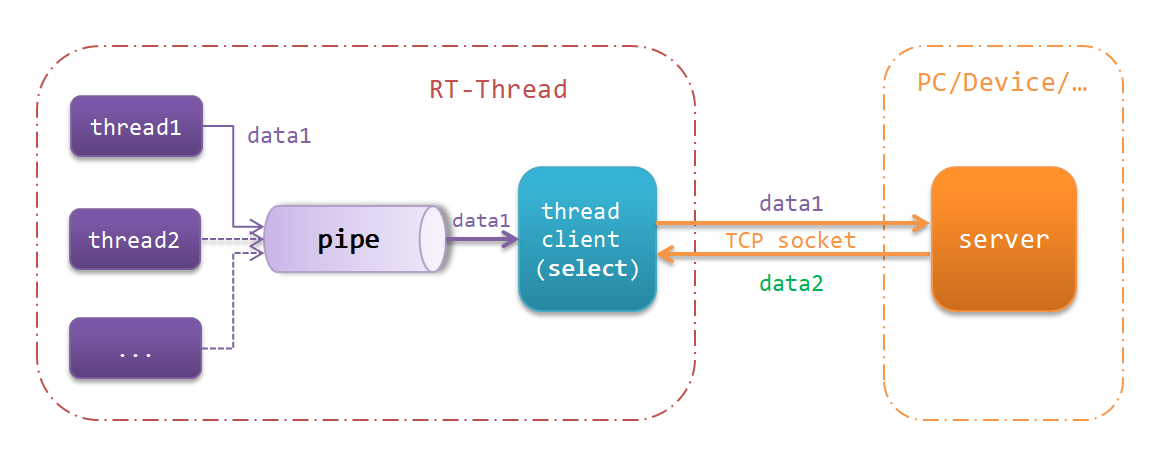 RT-Thread
PC/Device/…
thread1
data1
thread2
pipe
data1
thread
client
(select)
data1
TCP socket
data2
server
...